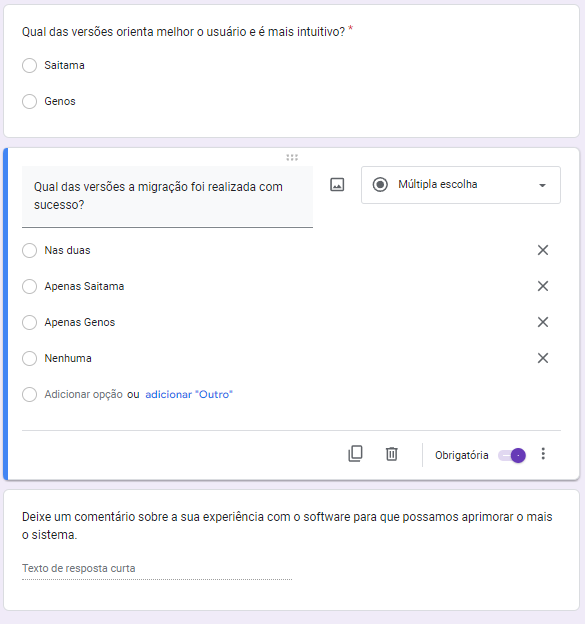 Qual das versões orienta melhor o usuário e é mais intuitivo? *
Saitama
Genos
Qual das versões a migração foi realizada com
sucesso?
Múltipla escolha
Nas duas
Apenas Saitama
Apenas Genos
Nenhuma
Adicionar opção ou adicionar "Outro"
Obrigatória
Deixe um comentário sobre a sua experiência com o software para que possamos aprimorar o mais
o sistema.
Texto de resposta curta